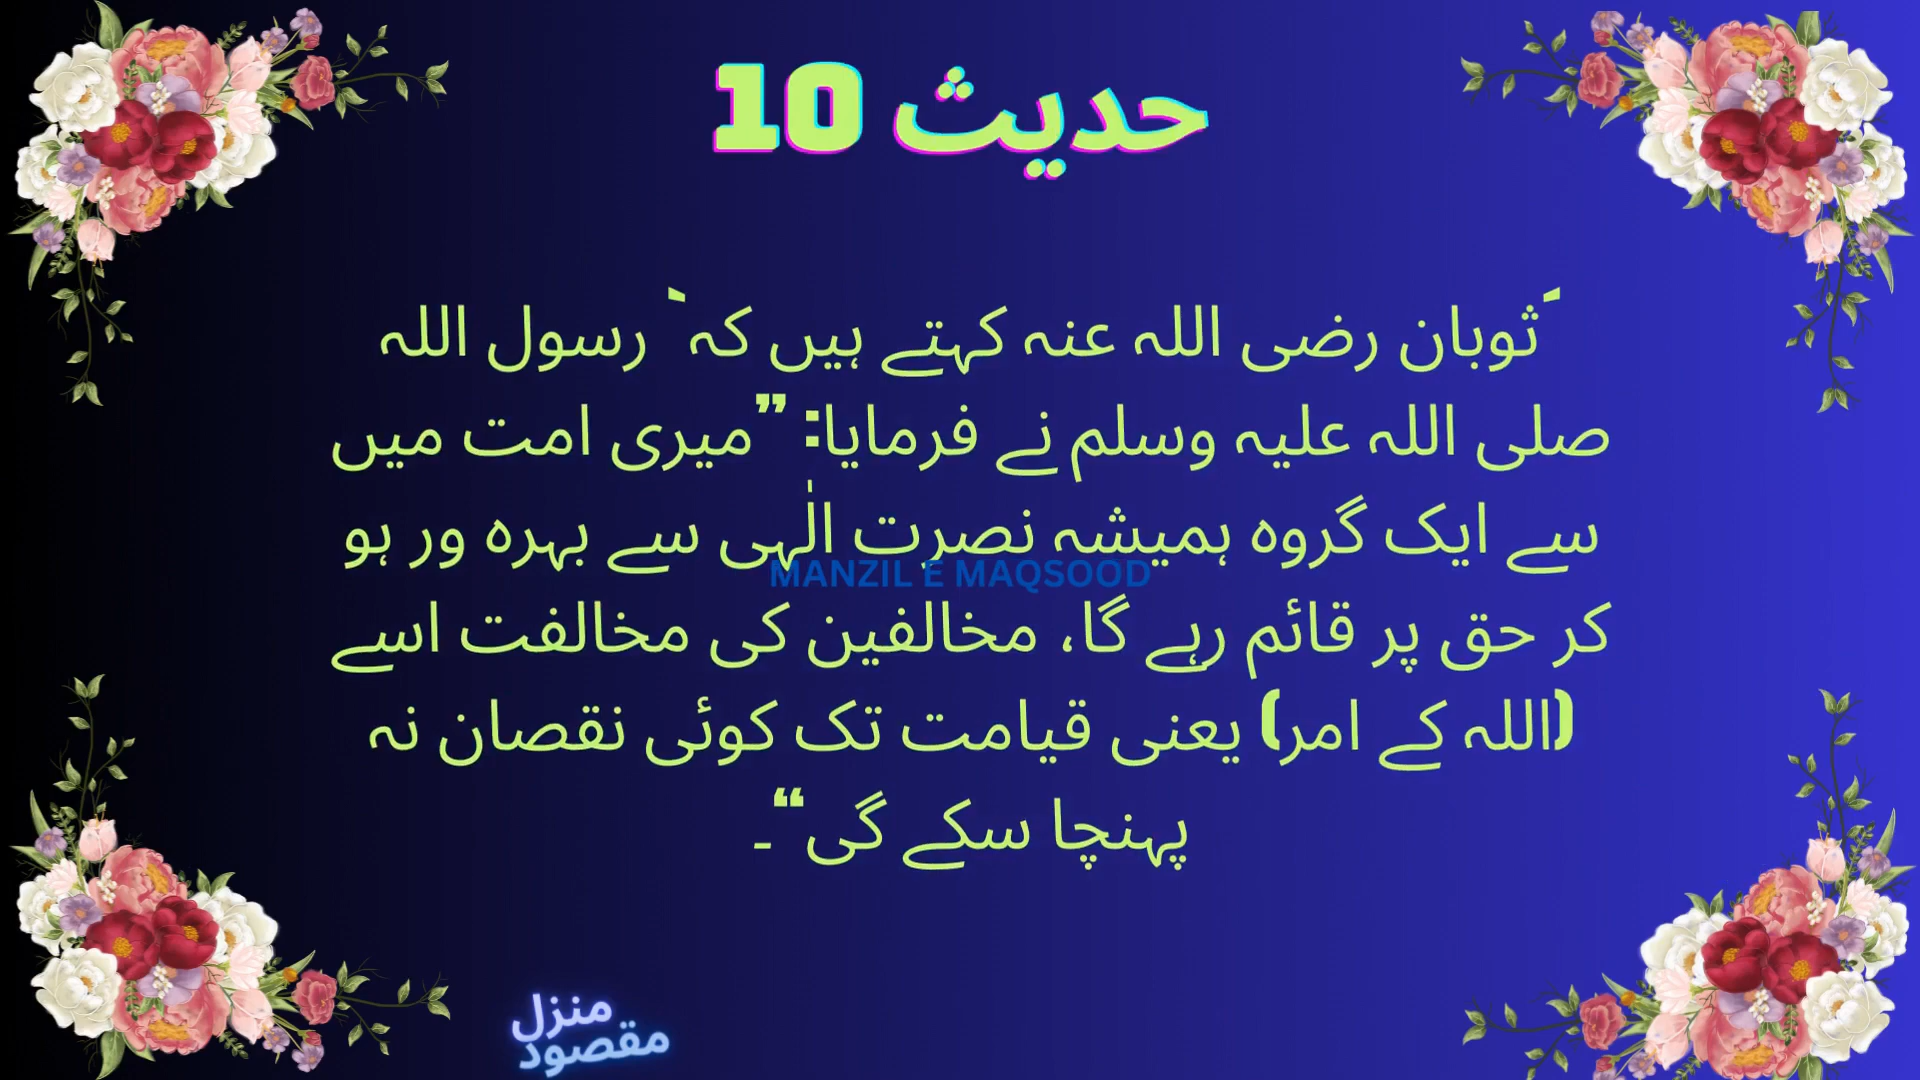 حدیث 10
´ثوبان رضی اللہ عنہ کہتے ہیں کہ` رسول اللہ
صلی اللہ علیہ وسلم نے فرمایا: ”میری امت میں
سے ایک گروہ ہمیشہ نصرت الٰہی سے بہرہ ور ہو
MANZIL E MAQSOOD
کر حق پر قائم رہے گا، مخالفین کی مخالفت اسے
(اللہ کے امر) یعنی قیامت تک کوئی نقصان نہ
پہنچا سکے گی“۔
منزل
مقصود